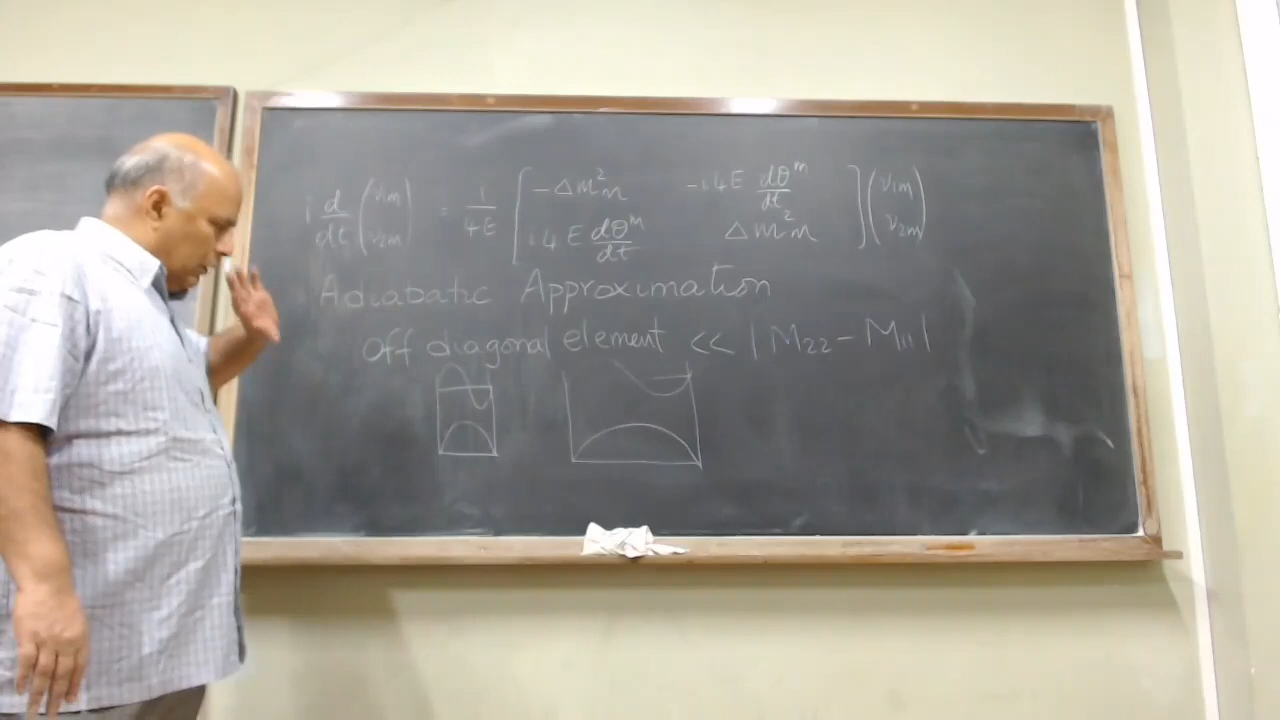 i d/dt (ν1m ν2m) = 1/4E [ -Δm²m   -i4E dθᵐ/dt ] (ν1m ν2m)
i4E dθᵐ/dt   Δm²m
Adiabatic Approximation
Off diagonal element << | M₂₂ - M₁₁ |